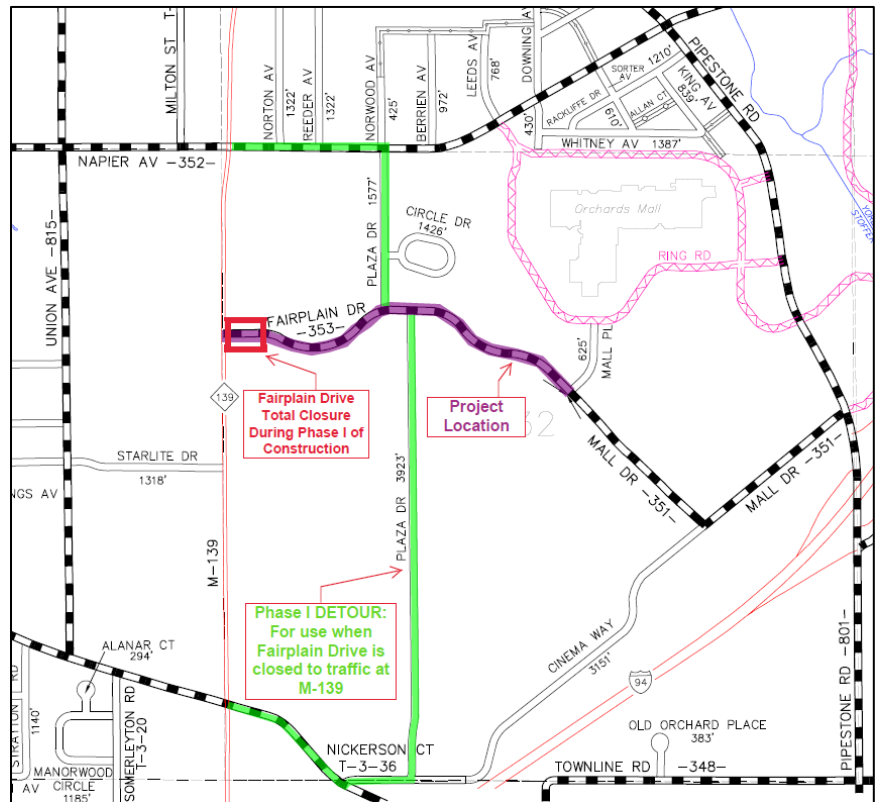 MILTON ST T-
NORTON AV
1322'
REEDER AV
1322'
NORWOOD AV
425'
BERRIEN AV
972'
LEEDS AV
768'
DOWNING AV
430'
SORTER
AV
1210'
RACKLIFFE DR
610'
ALLAN CT
KING AV
839'
PIPESTONE RD
WHITNEY AV 1387'
NAPIER AV -352-
UNION AVE -815-
1577'
PLAZA DR
CIRCLE DR
1426'
Orchards Mall
RING RD
YORE
STOFFER
FAIRPLAIN DR
-353-
625'
MALL PL
139
Fairplain Drive
Total Closure
During Phase I of
Construction
Project
Location
32
MALL DR -351-
MALL DR -351-
STARLITE DR
1318'
NGS AV
3923'
PLAZA DR
M-139
Phase I DETOUR:
For use when
Fairplain Drive is
closed to traffic at
M-139
CINEMA WAY
3151'
94
PIPESTONE RD -801-
ALANAR CT
294'
STRATTON RD
1140'
SOMERLEYTON RD
T-3-20
MANORWOOD
CIRCLE
1185'
AV
NICKERSON CT
T-3-36
OLD ORCHARD PLACE
383'
TOWNLINE RD -348-